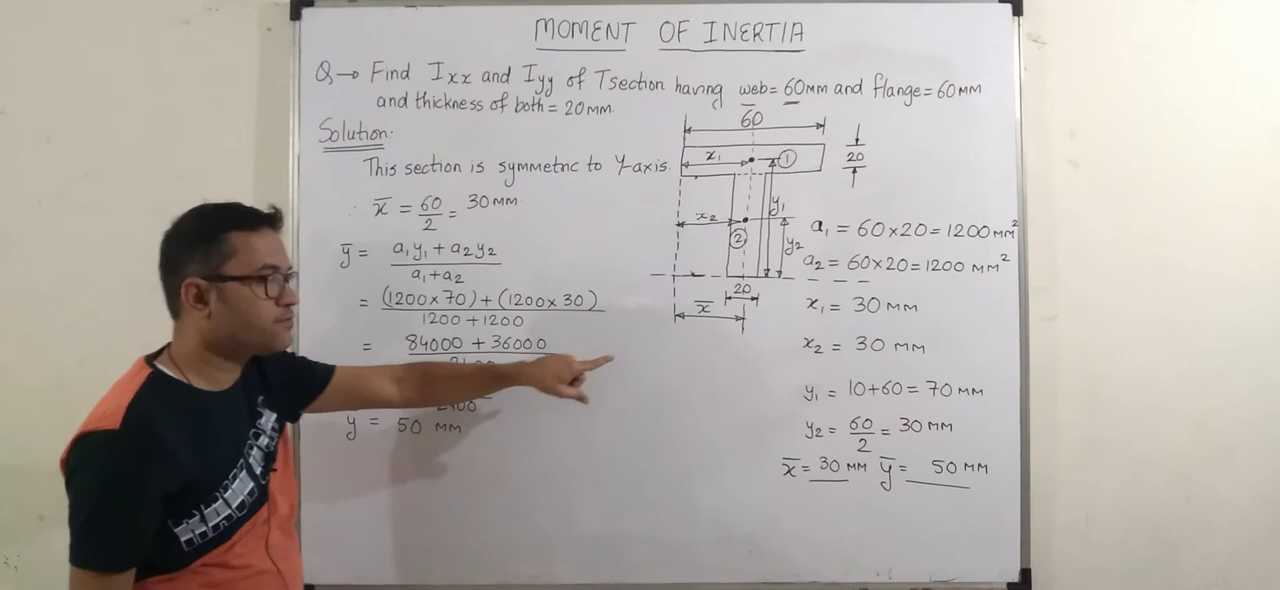 MOMENT OF INERTIA
Q→ Find Ixx and Iyy of T section having web = 60 MM and flange = 60 MM
and thickness of both = 20 MM.
Solution:
This section is symmetric to Y-axis.
∴ x̅ = 60/2 = 30 MM
y̅ = a₁y₁ + a₂y₂ / a₁ + a₂
= (1200 × 70) + (1200 × 30) / 1200 + 1200
= 84000 + 36000
y = 50 MM
60
x₁
①
20
y₁
x₂
②
y₂
20
x̅
a₁ = 60 × 20 = 1200 MM²
a₂ = 60 × 20 = 1200 MM²
x₁ = 30 MM
x₂ = 30 MM
y₁ = 10 + 60 = 70 MM
y₂ = 60/2 = 30 MM
x̅ = 30 MM y̅ = 50 MM